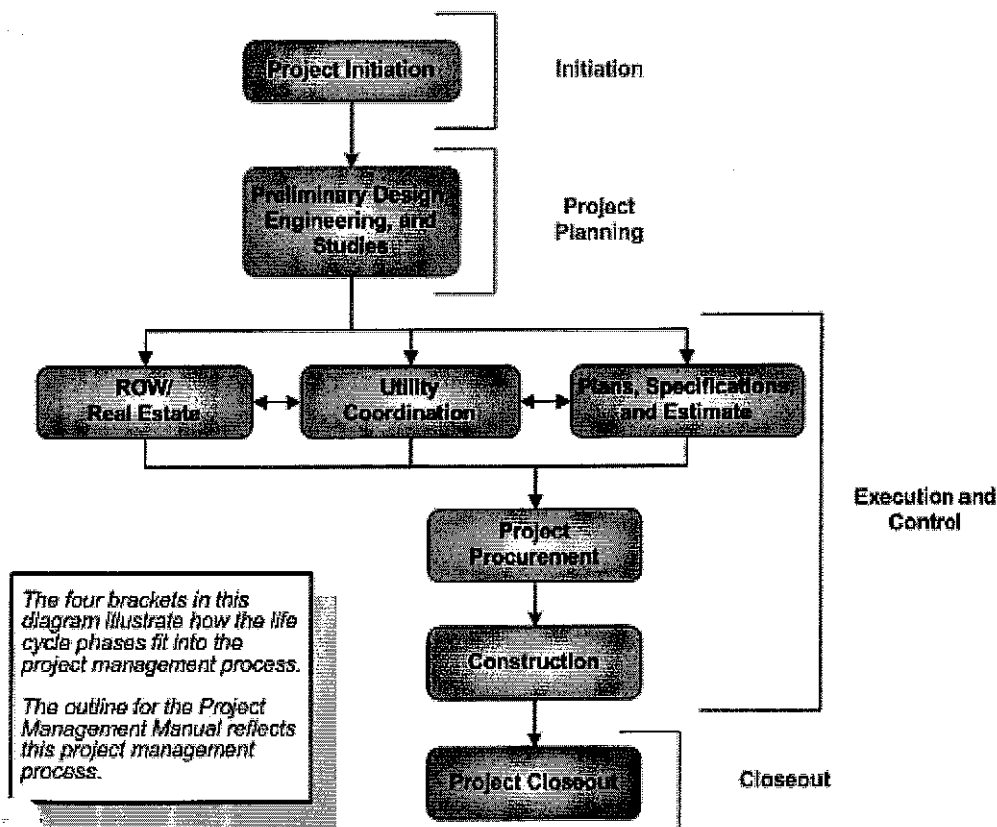 Project Initiation
Initiation
Preliminary Design
Engineering, and
Studies
Project
Planning
ROW/
Real Estate
Utility
Coordination
Plans, Specifications,
and Estimate
Execution and
Control
Project
Procurement
The four brackets in this
diagram illustrate how the life
cycle phases fit into the
project management process.
The outline for the Project
Management Manual reflects
this project management
process.
Construction
Project Closeout
Closeout